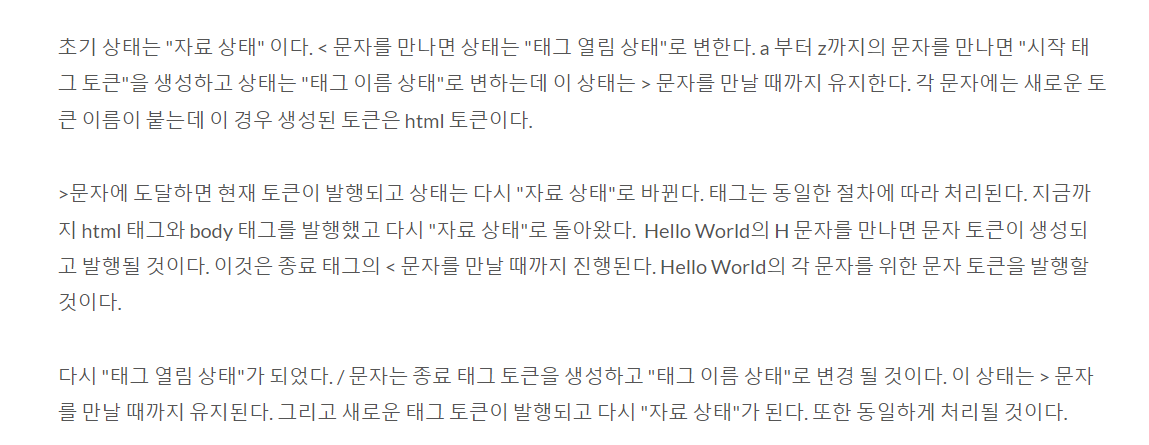 초기 상태는 "자료 상태" 이다. < 문자를 만나면 상태는 "태그 열림 상태"로 변한다. a 부터 z까지의 문자를 만나면 "시작 태
그 토큰"을 생성하고 상태는 "태그 이름 상태"로 변하는데 이 상태는 > 문자를 만날 때까지 유지한다. 각 문자에는 새로운 토
큰 이름이 붙는데 이 경우 생성된 토큰은 html 토큰이다.
>문자에 도달하면 현재 토큰이 발행되고 상태는 다시 "자료 상태"로 바뀐다. 태그는 동일한 절차에 따라 처리된다. 지금까
지 html 태그와 body 태그를 발행했고 다시 "자료 상태"로 돌아왔다. Hello World의 H 문자를 만나면 문자 토큰이 생성되
고 발행될 것이다. 이것은 종료 태그의 < 문자를 만날 때까지 진행된다. Hello World의 각 문자를 위한 문자 토큰을 발행할
것이다.
다시 "태그 열림 상태"가 되었다. / 문자는 종료 태그 토큰을 생성하고 "태그 이름 상태"로 변경 될 것이다. 이 상태는 > 문자
를 만날 때까지 유지된다. 그리고 새로운 태그 토큰이 발행되고 다시 "자료 상태"가 된다. 또한 동일하게 처리될 것이다.